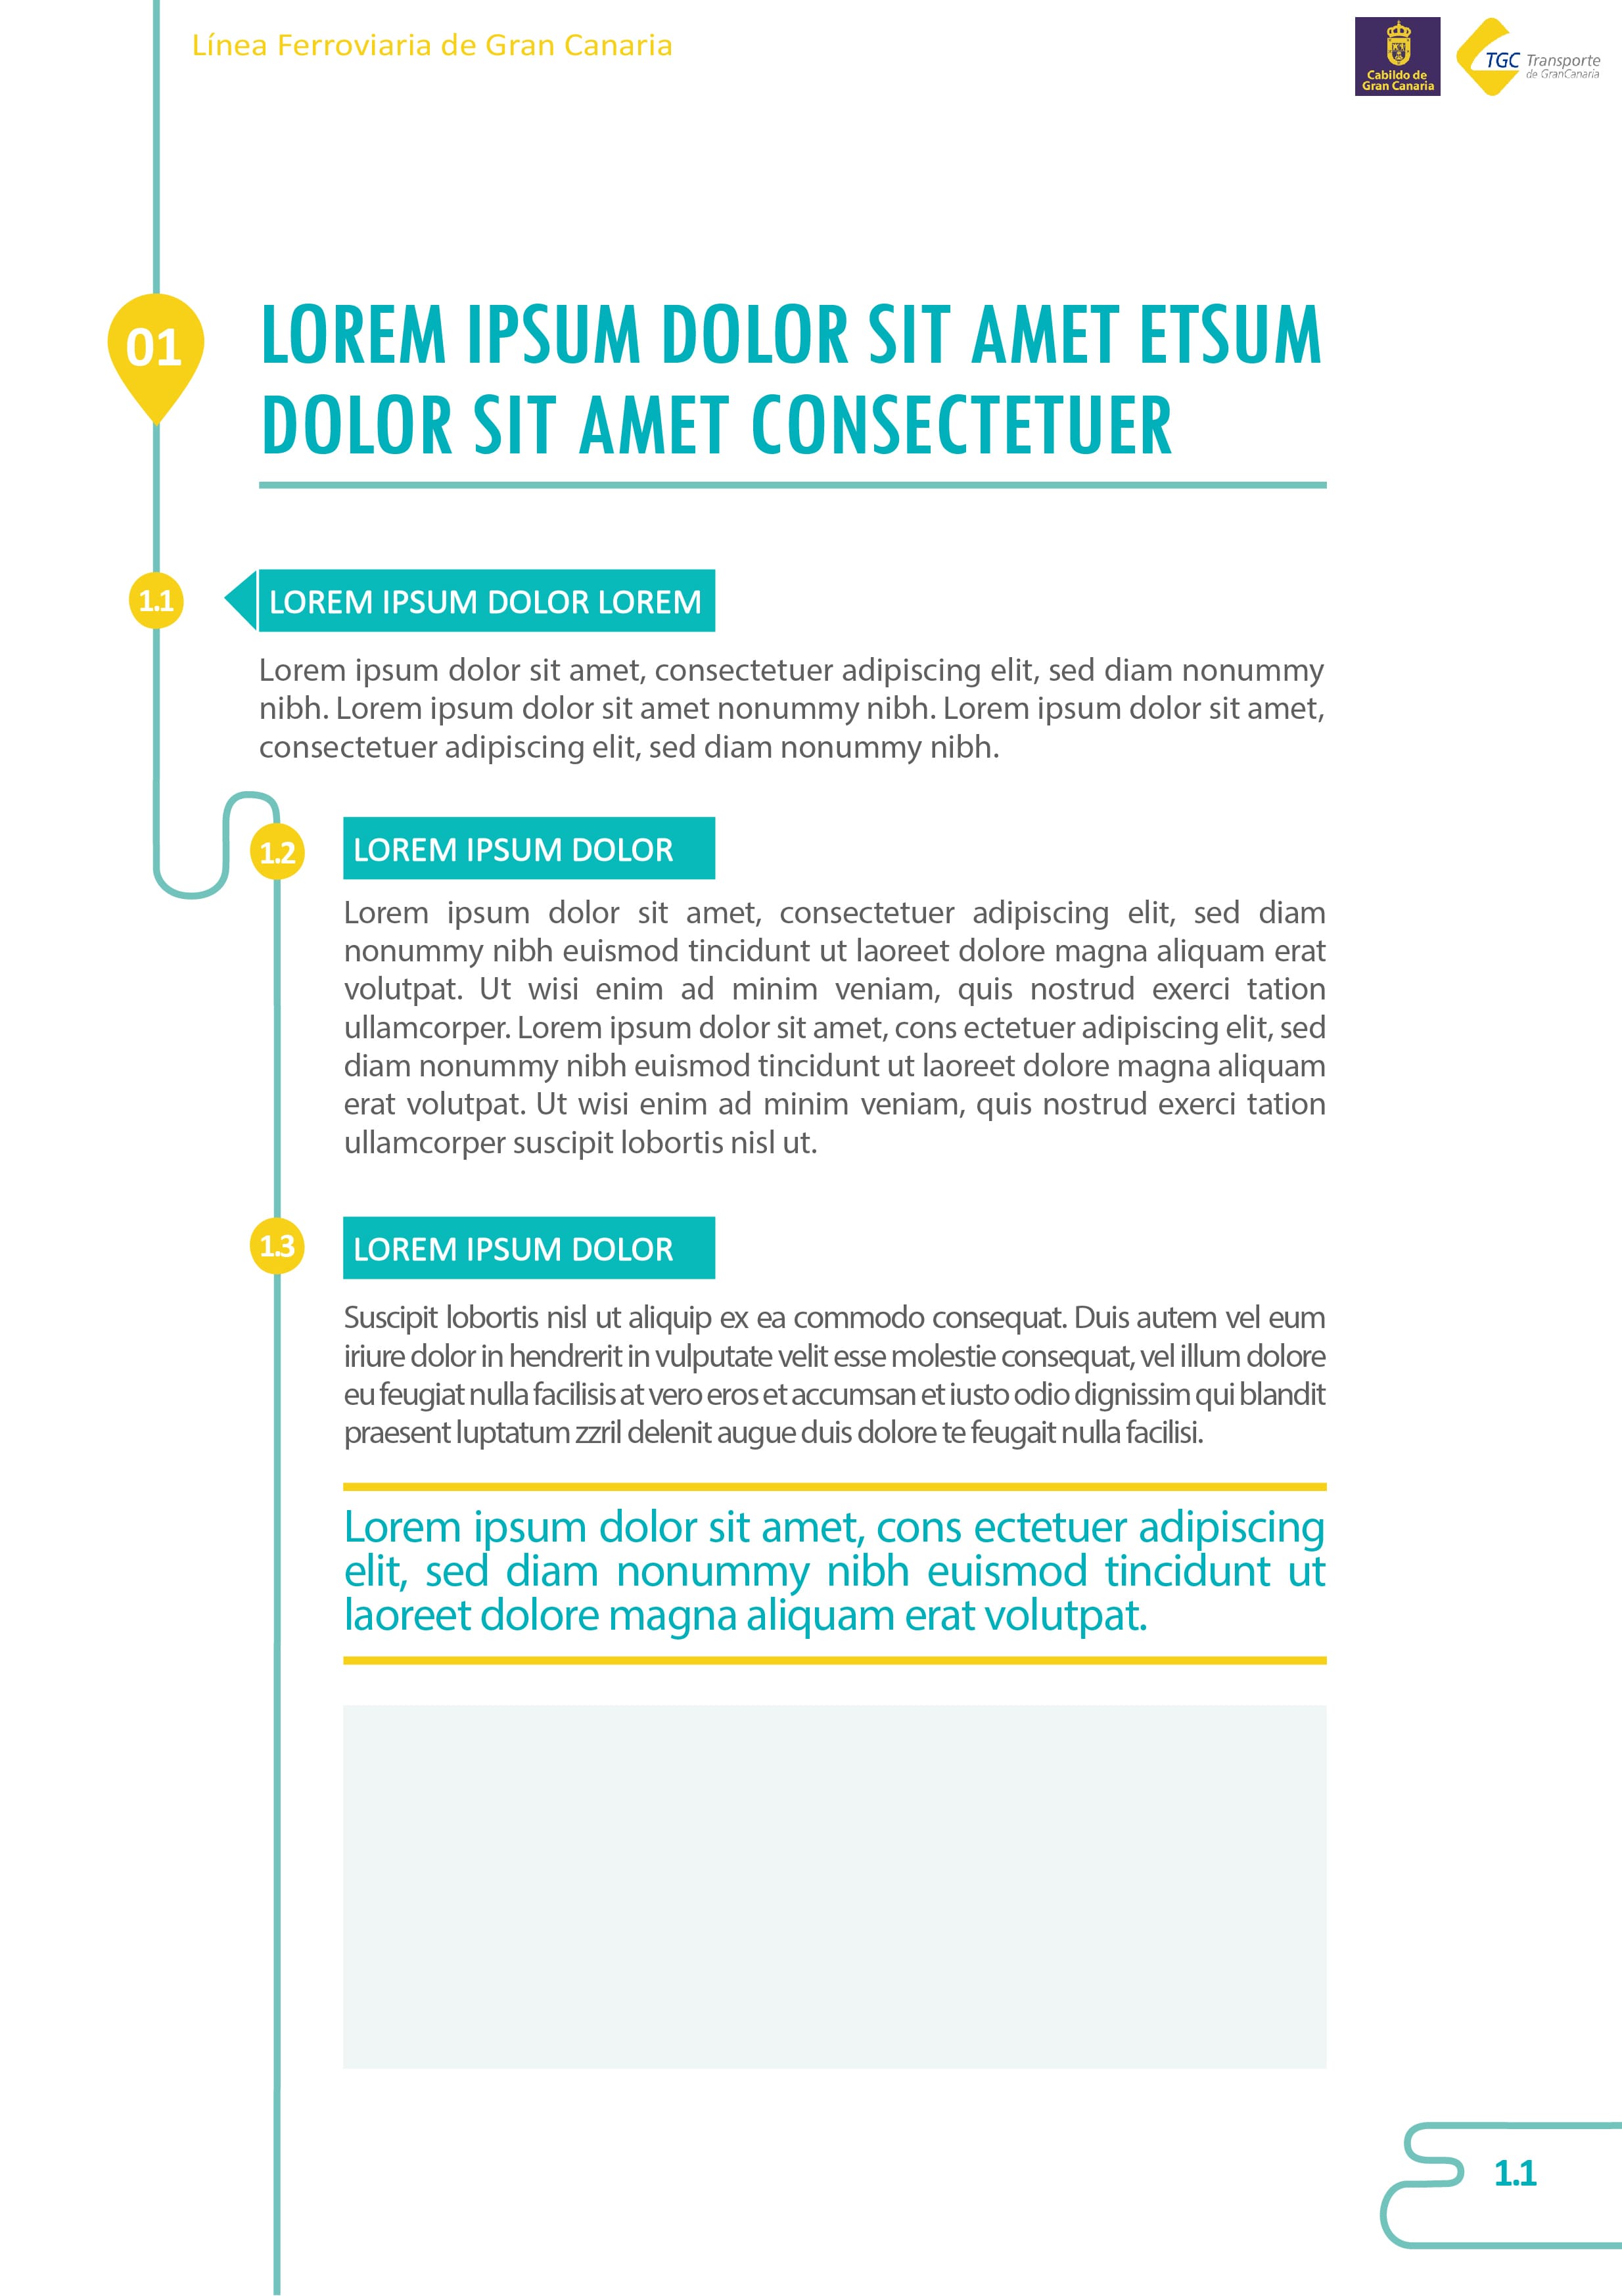 Línea Ferroviaria de Gran Canaria
Cabildo de
Gran Canaria
TGC Transporte
de GranCanaria
01
LOREM IPSUM DOLOR SIT AMET ETSUM
DOLOR SIT AMET CONSECTETUER
1.1
LOREM IPSUM DOLOR LOREM
Lorem ipsum dolor sit amet, consectetuer adipiscing elit, sed diam nonummy
nibh. Lorem ipsum dolor sit amet nonummy nibh. Lorem ipsum dolor sit amet,
consectetuer adipiscing elit, sed diam nonummy nibh.
1.2
LOREM IPSUM DOLOR
Lorem ipsum dolor sit amet, consectetuer adipiscing elit, sed diam
nonummy nibh euismod tincidunt ut laoreet dolore magna aliquam erat
volutpat. Ut wisi enim ad minim veniam, quis nostrud exerci tation
ullamcorper. Lorem ipsum dolor sit amet, cons ectetuer adipiscing elit, sed
diam nonummy nibh euismod tincidunt ut laoreet dolore magna aliquam
erat volutpat. Ut wisi enim ad minim veniam, quis nostrud exerci tation
ullamcorper suscipit lobortis nisl ut.
1.3
LOREM IPSUM DOLOR
Suscipit lobortis nisl ut aliquip ex ea commodo consequat. Duis autem vel eum
iriure dolor in hendrerit in vulputate velit esse molestie consequat, vel illum dolore
eu feugiat nulla facilisis at vero eros et accumsan et iusto odio dignissim qui blandit
praesent luptatum zzril delenit augue duis dolore te feugait nulla facilisi.
Lorem ipsum dolor sit amet, cons ectetuer adipiscing
elit, sed diam nonummy nibh euismod tincidunt ut
laoreet dolore magna aliquam erat volutpat.
1.1